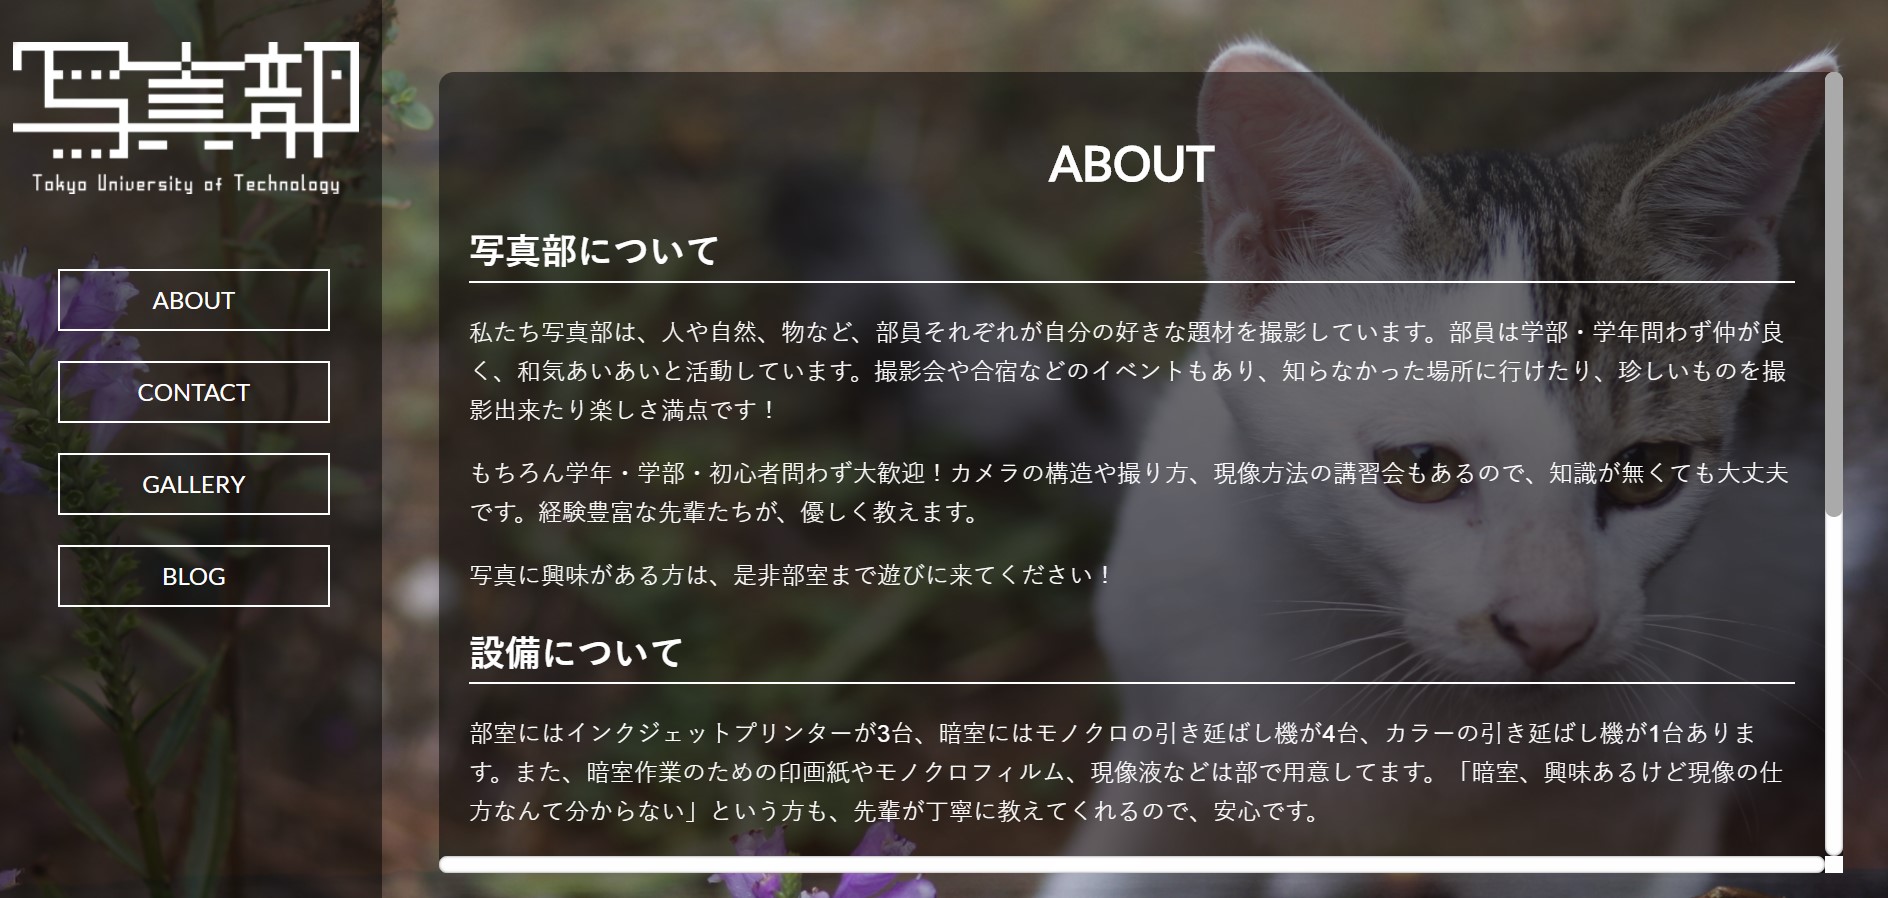 写真部
Tokyo University of Technology
ABOUT
CONTACT
GALLERY
BLOG
ABOUT
写真部について
私たち写真部は、人や自然、物など、部員それぞれが自分の好きな題材を撮影しています。部員は学部・学年問わず仲が良
く、和気あいあいと活動しています。撮影会や合宿などのイベントもあり、知らなかった場所に行けたり、珍しいものを撮
影出来たり楽しさ満点です！
もちろん学年・学部・初心者問わず大歓迎！カメラの構造や撮り方、現像方法の講習会もあるので、知識が無くても大丈夫
です。経験豊富な先輩たちが、優しく教えます。
写真に興味がある方は、是非部室まで遊びに来てください！
設備について
部室にはインクジェットプリンターが3台、暗室にはモノクロの引き延ばし機が4台、カラーの引き延ばし機が1台ありま
す。また、暗室作業のための印画紙やモノクロフィルム、現像液などは部で用意してます。「暗室、興味あるけど現像の仕
方なんて分からない」という方も、先輩が丁寧に教えてくれるので、安心です。